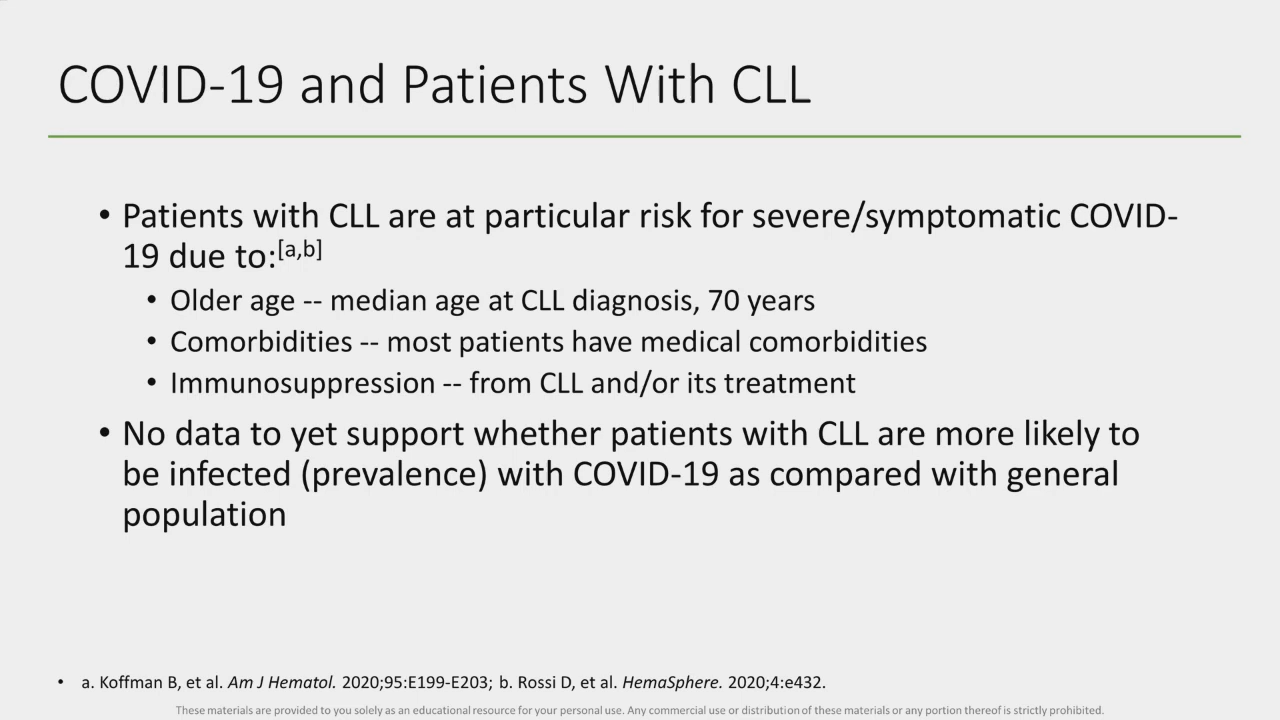 COVID-19 and Patients With CLL
• Patients with CLL are at particular risk for severe/symptomatic COVID-
19 due to:[a,b]
• Older age -- median age at CLL diagnosis, 70 years
• Comorbidities -- most patients have medical comorbidities
• Immunosuppression -- from CLL and/or its treatment
• No data to yet support whether patients with CLL are more likely to
be infected (prevalence) with COVID-19 as compared with general
population
• a. Koffman B, et al. Am J Hematol. 2020;95:E199-E203; b. Rossi D, et al. HemaSphere. 2020;4:e432.
These materials are provided to you solely as an educational resource for your personal use. Any commercial use or distribution of these materials or any portion thereof is strictly prohibited.